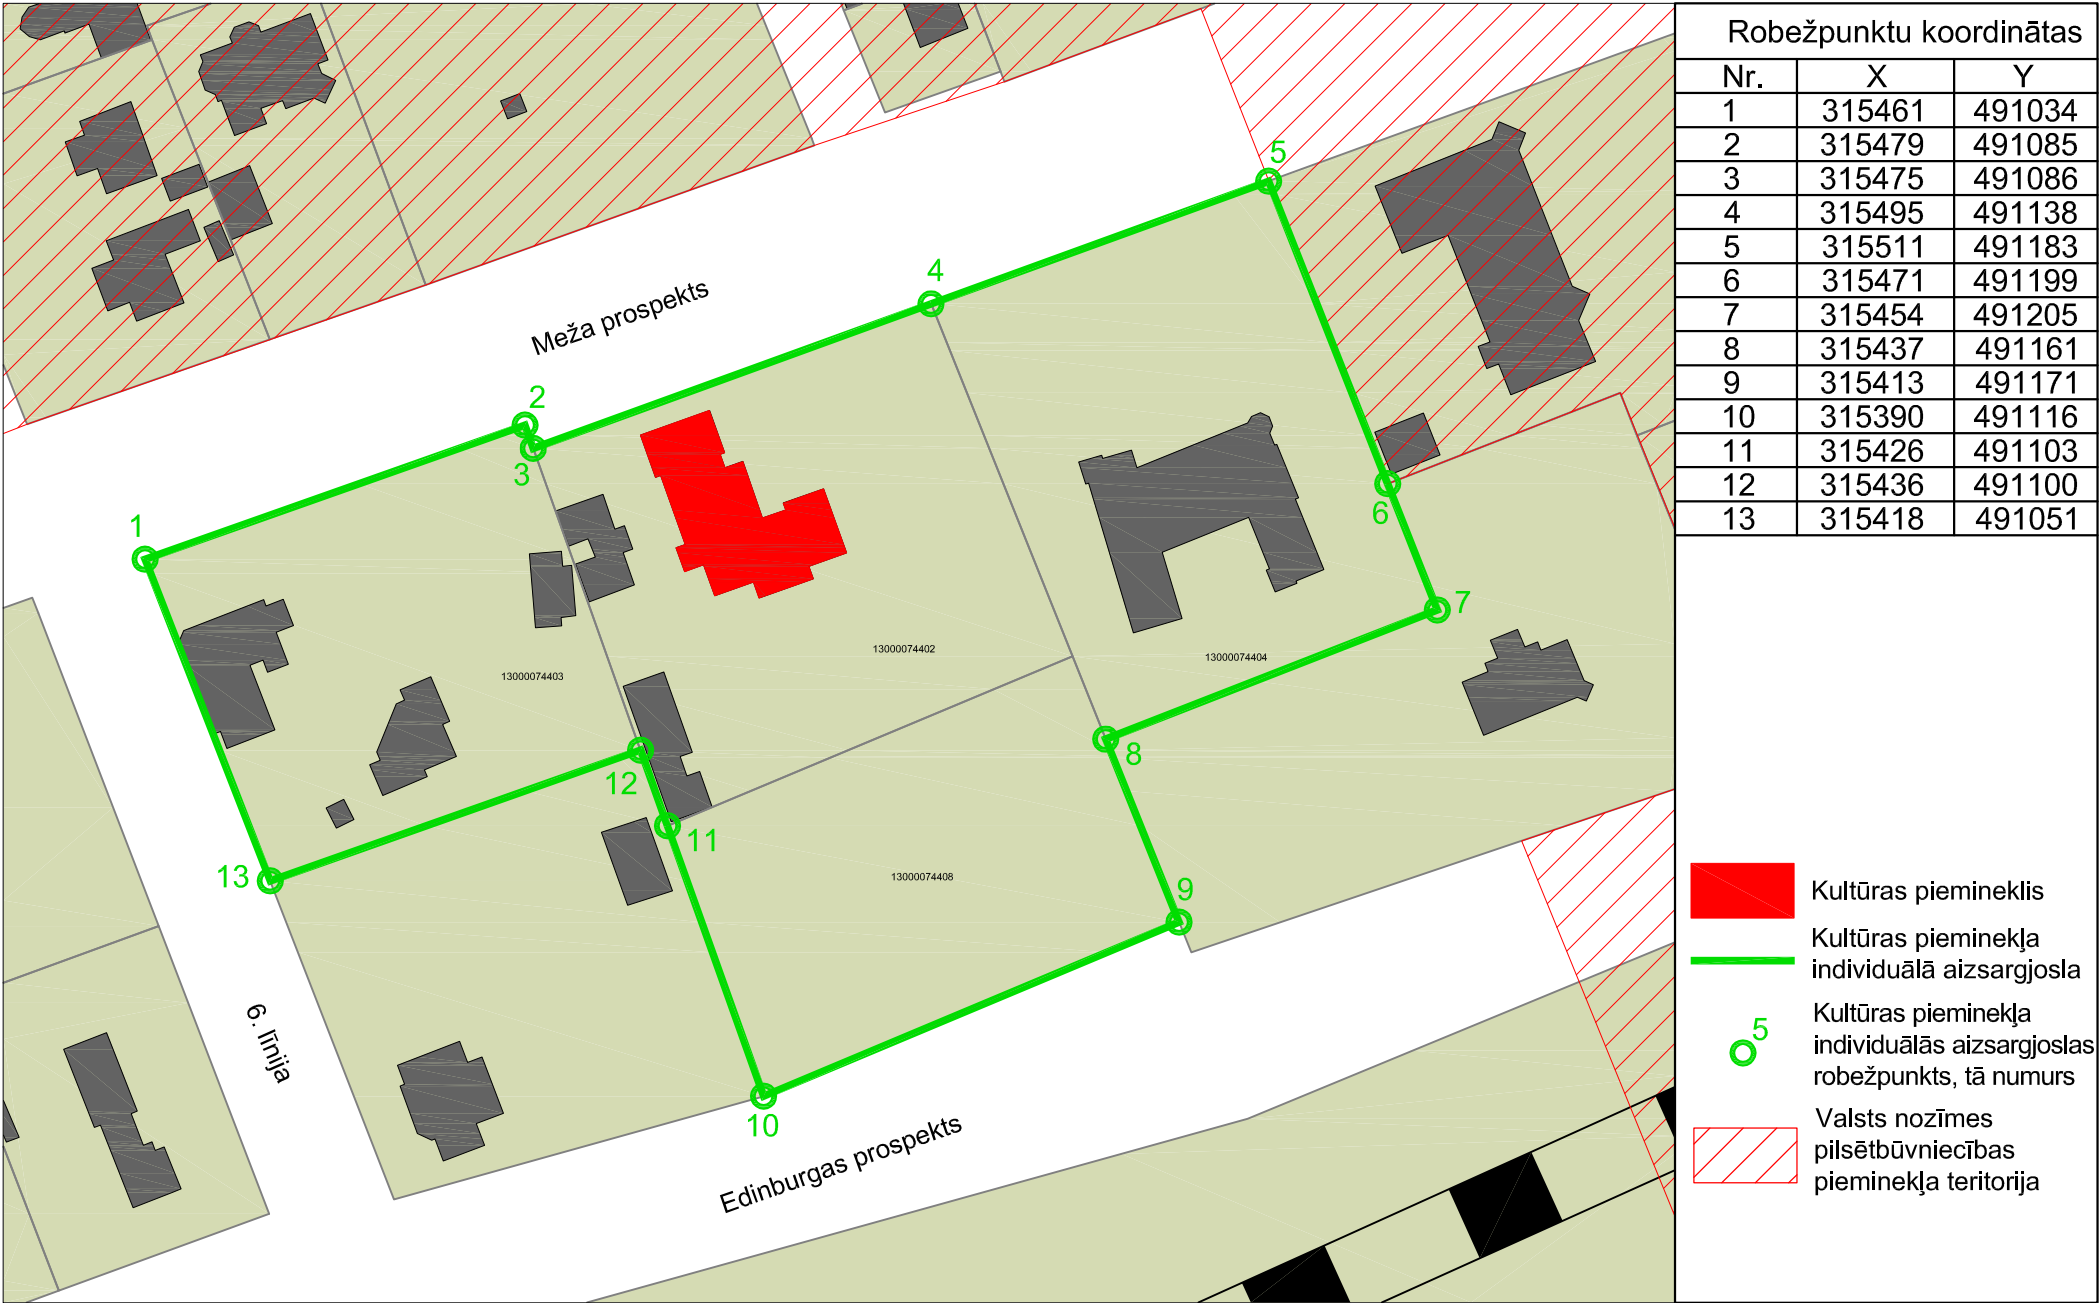 Robežpunktu koordinātas
Nr. X Y
1 315461 491034
2 315479 491085
3 315475 491086
4 315495 491138
5 315511 491183
6 315471 491199
7 315454 491205
8 315437 491161
9 315413 491171
10 315390 491116
11 315426 491103
12 315436 491100
13 315418 491051
5
4
Meža prospekts
2
3
1
6
7
13000074402
13000074404
13000074403
8
12
11
13
13000074408
9
6. līnija
10
Edinburgas prospekts
Kultūras piemineklis
Kultūras pieminekļa
individuālā aizsargjosla
5
Kultūras pieminekļa
individuālās aizsargjoslas
robežpunkts, tā numurs
Valsts nozīmes
pilsētbūvniecības
pieminekļa teritorija